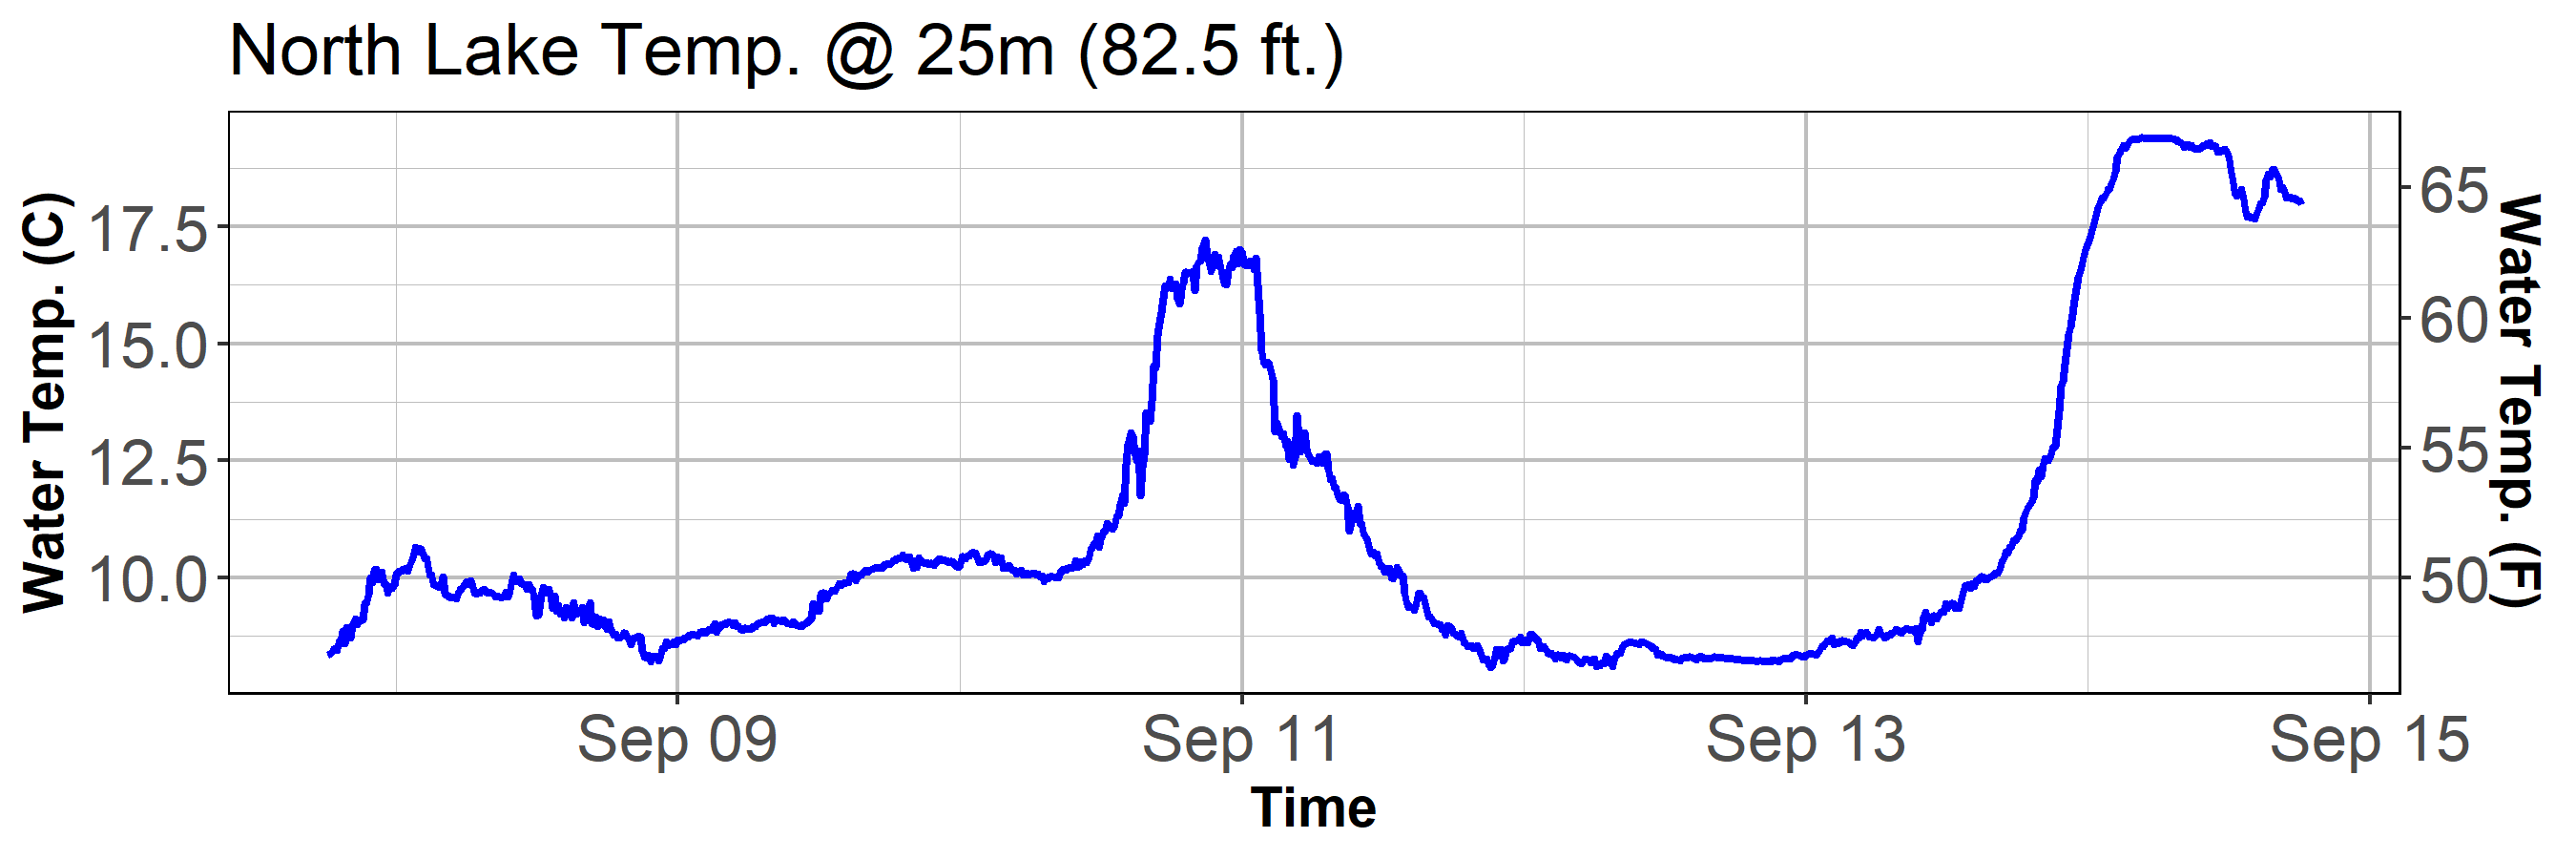 North Lake Temp. @ 25m (82.5 ft.)
Water Temp. (C)
17.5
15.0
12.5
10.0
65
60
55
50
Water Temp. (F)
Sep 09
Sep 11
Sep 13
Sep 15
Time